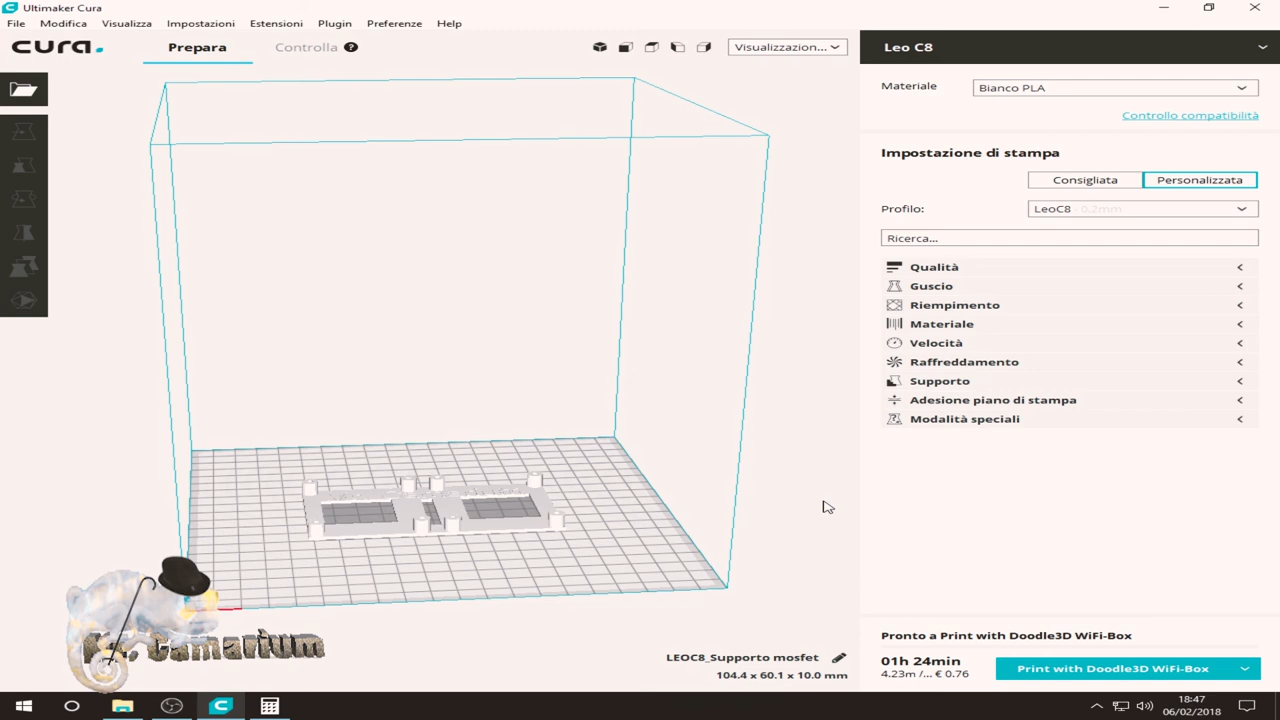 Ultimaker Cura
File Modifica Visualizza Impostazioni Estensioni Plugin Preferenze Help
cura.
Prepara
Controlla ?
Visualizzazion...
Leo C8
Materiale
Bianco PLA
Controllo compatibilità
Impostazione di stampa
Consigliata
Personalizzata
Profilo:
LeoC8 - 0.2mm
Ricerca...
Qualità
Guscio
Riempimento
Materiale
Velocità
Raffreddamento
Supporto
Adesione piano di stampa
Modalità speciali
Camarium
LEOC8_Supporto mosfet
104.4 x 60.1 x 10.0 mm
Pronto a Print with Doodle3D WiFi-Box
01h 24min
4.23m /... € 0.76
Print with Doodle3D WiFi-Box
18:47
06/02/2018